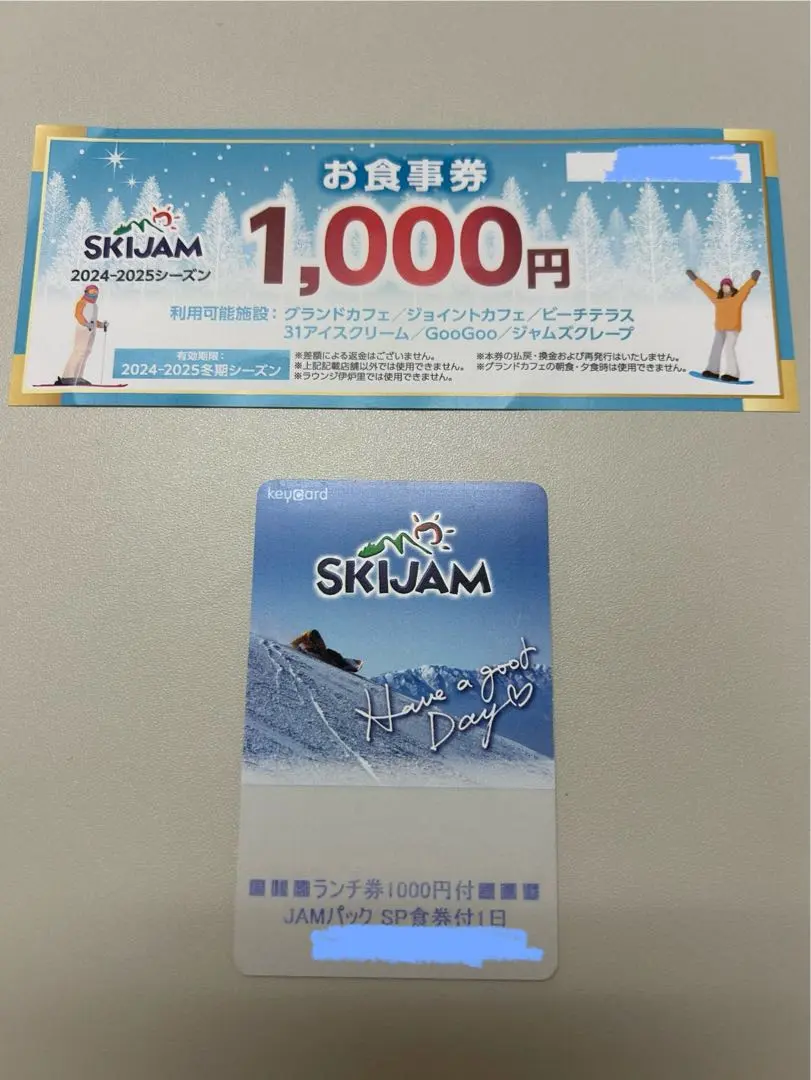 お食事券
SKIJAM
2024-2025シーズン
1,000円
利用可能施設：グランドカフェ／ジョイントカフェ／ビーチテラス
31アイスクリーム／GooGoo／ジャムズクレープ
有効期限：
2024-2025冬期シーズン
※差額による返金はございません。
※上記記載店舗以外では使用できません。
※ラウンジ伊炉里では使用できません。
※本券の払戻・換金および再発行はいたしません。
※グランドカフェの朝食・夕食時は使用できません。
keycard
SKIJAM
Have a good
Day♡
ランチ券1000円付
JAMパック SP食券付1日